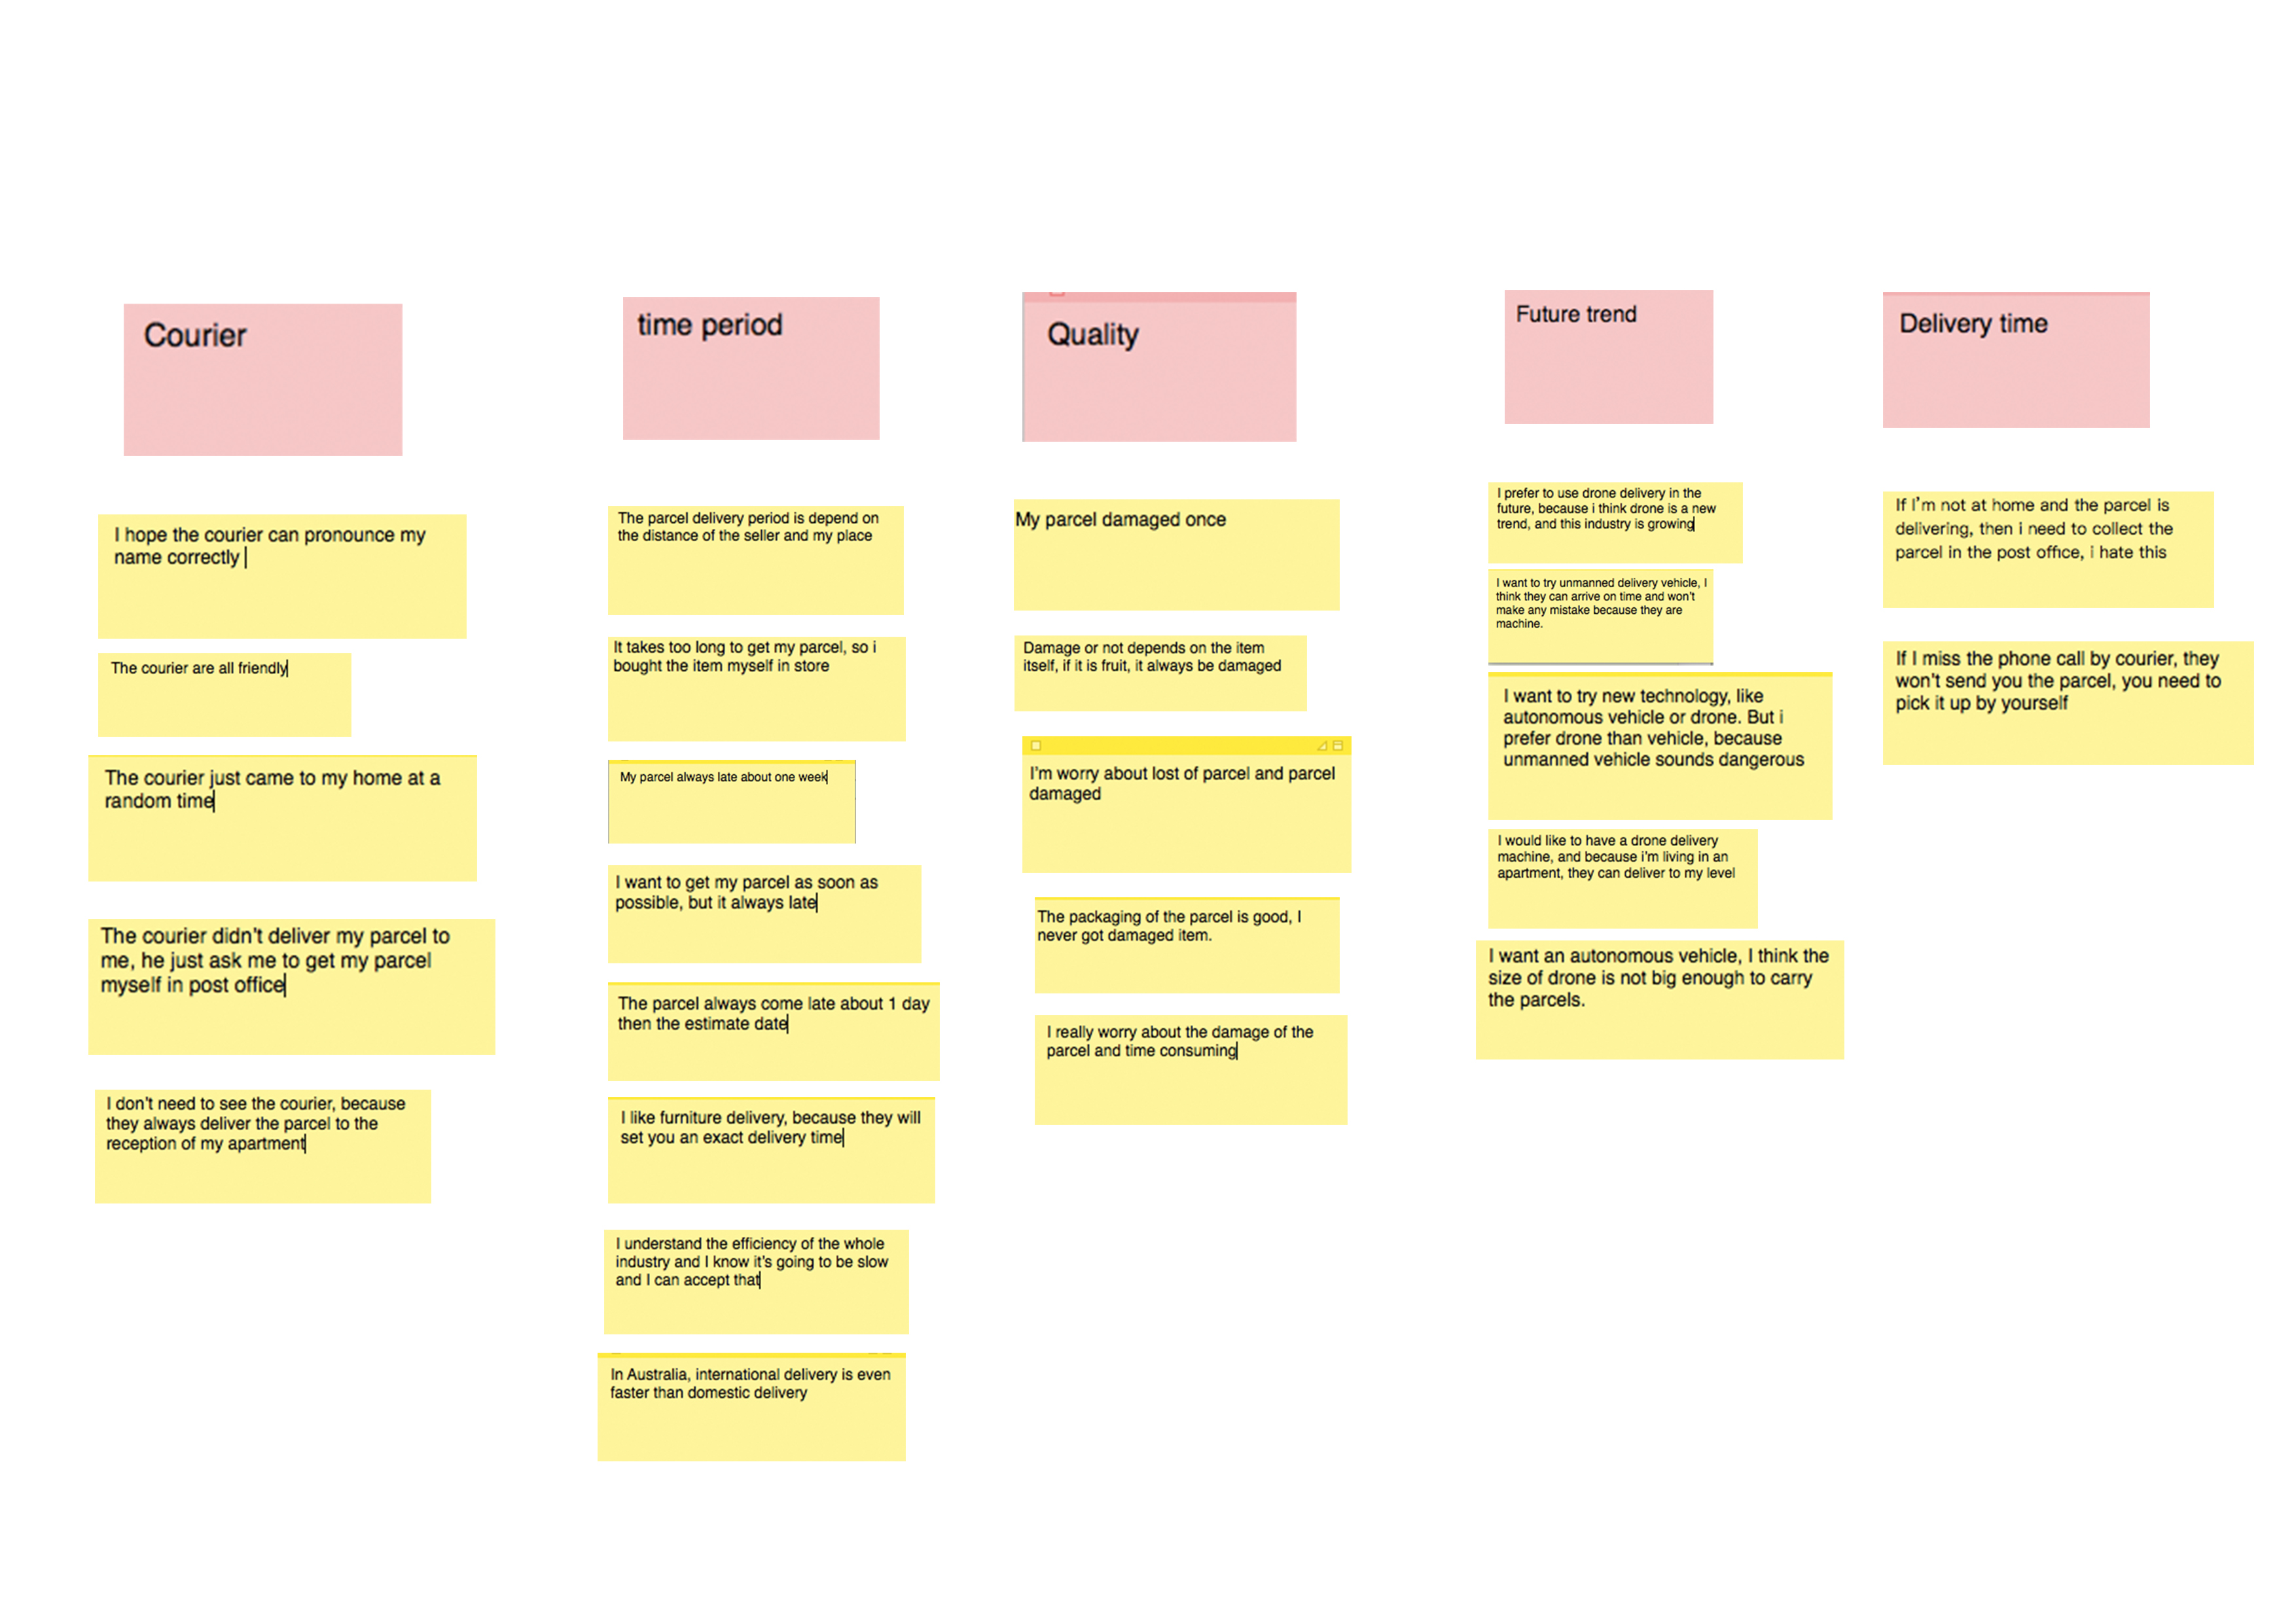 Courier
I hope the courier can pronounce my
name correctly
The courier are all friendly
The courier just came to my home at a
random time
The courier didn't deliver my parcel to
me, he just ask me to get my parcel
myself in post office
I don't need to see the courier, because
they always deliver the parcel to the
reception of my apartment
time period
The parcel delivery period is depend on
the distance of the seller and my place
It takes too long to get my parcel, so i
bought the item myself in store
My parcel always late about one week
I want to get my parcel as soon as
possible, but it always late
The parcel always come late about 1 day
then the estimate date
I like furniture delivery, because they will
set you an exact delivery time
I understand the efficiency of the whole
industry and I know it's going to be slow
and I can accept that
In Australia, international delivery is even
faster than domestic delivery
Quality
My parcel damaged once
Damage or not depends on the item
itself, if it is fruit, it always be damaged
I'm worry about lost of parcel and parcel
damaged
The packaging of the parcel is good, I
never got damaged item.
I really worry about the damage of the
parcel and time consuming
Future trend
I prefer to use drone delivery in the
future, because i think drone is a new
trend, and this industry is growing
I want to try unmanned delivery vehicle, I
think they can arrive on time and won't
make any mistake because they are
machine.
I want to try new technology, like
autonomous vehicle or drone. But i
prefer drone than vehicle, because
unmanned vehicle sounds dangerous
I would like to have a drone delivery
machine, and because i'm living in an
apartment, they can deliver to my level
I want an autonomous vehicle, I think the
size of drone is not big enough to carry
the parcels.
Delivery time
If I'm not at home and the parcel is
delivering, then i need to collect the
parcel in the post office, i hate this
If I miss the phone call by courier, they
won't send you the parcel, you need to
pick it up by yourself